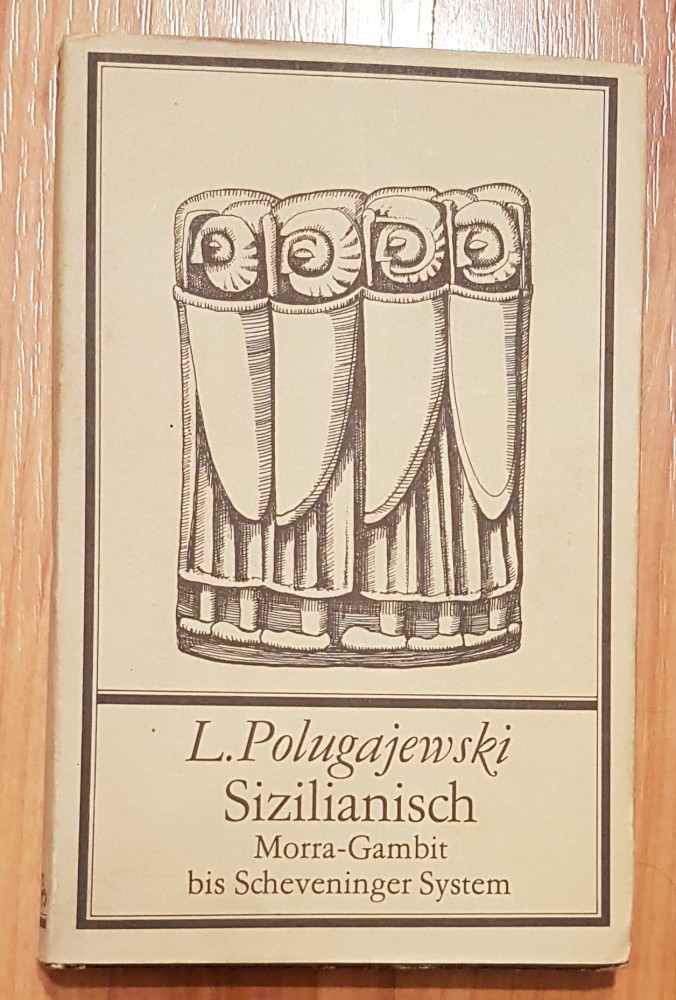 L. Polugajewski
Sizilianisch
Morra-Gambit
bis Scheveninger System